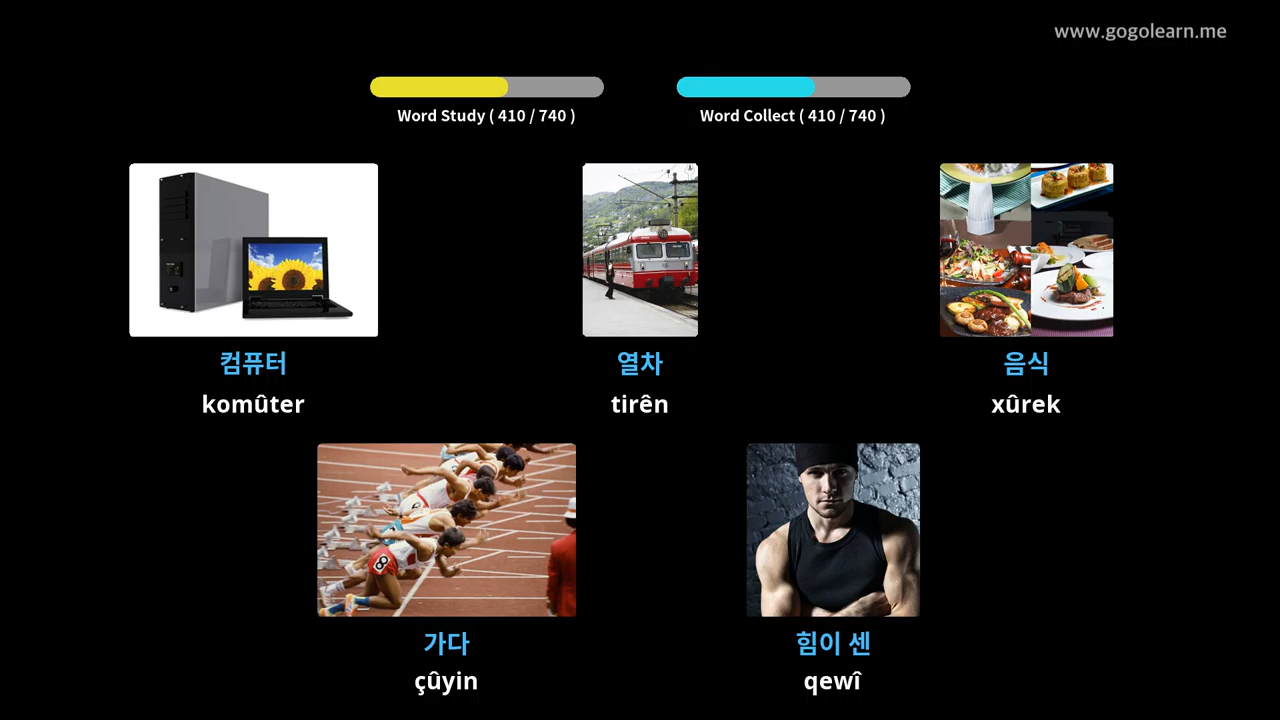 www.gogolearn.me
Word Study ( 410 / 740 )
Word Collect ( 410 / 740 )
컴퓨터
komûter
열차
tirên
음식
xûrek
가다
çûyin
힘이 센
qewî